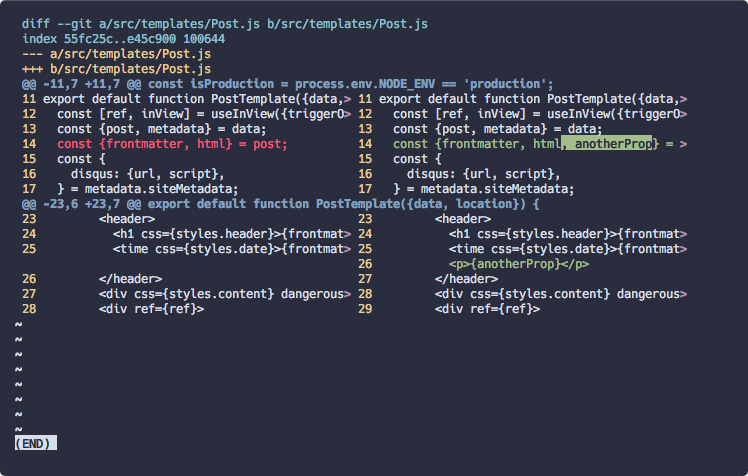 diff --git a/src/templates/Post.js b/src/templates/Post.js
index 55fc25c..e45c900 100644
--- a/src/templates/Post.js
+++ b/src/templates/Post.js
@@ -11,7 +11,7 @@ const isProduction = process.env.NODE_ENV == 'production';
11 export default function PostTemplate({data,> 11 export default function PostTemplate({data,>
12   const [ref, inView] = useInView({triggerO> 12   const [ref, inView] = useInView({triggerO>
13   const {post, metadata} = data;              13   const {post, metadata} = data;
14   const {frontmatter, html} = post;           14   const {frontmatter, html, anotherProp} = >
15   const {                                     15   const {
16     disqus: {url, script},                    16     disqus: {url, script},
17   } = metadata.siteMetadata;                  17   } = metadata.siteMetadata;
@@ -23,6 +23,7 @@ export default function PostTemplate({data, location}) {
23         <header>                              23         <header>
24           <h1 css={styles.header}>{frontmat> 24           <h1 css={styles.header}>{frontmat>
25           <time css={styles.date}>{frontmat> 25           <time css={styles.date}>{frontmat>
26           <p>{anotherProp}</p>
26         </header>                             27         </header>
27         <div css={styles.content} dangerous> 28         <div css={styles.content} dangerous>
28         <div ref={ref}>                       29         <div ref={ref}>
~
~
~
~
~
~
~
~
(END)